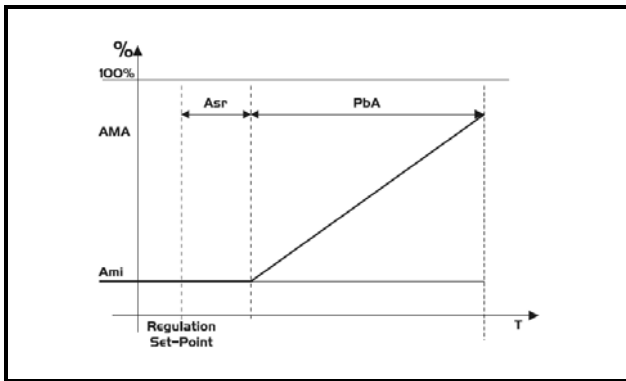 %
100%
Asr PbA
AMA
Ami
Regulation T
Set-Point